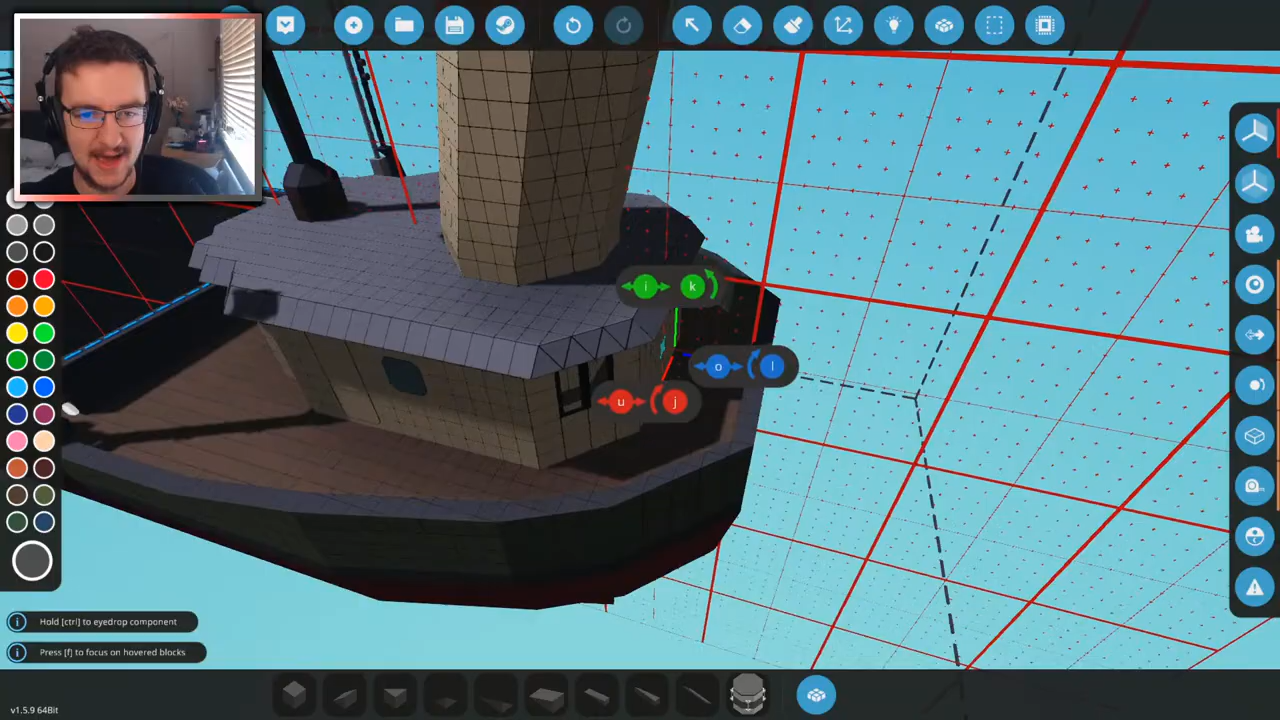 i k
o l
u j
Hold [ctrl] to eyedrop component
Press [f] to focus on hovered blocks
v1.5.9 64Bit